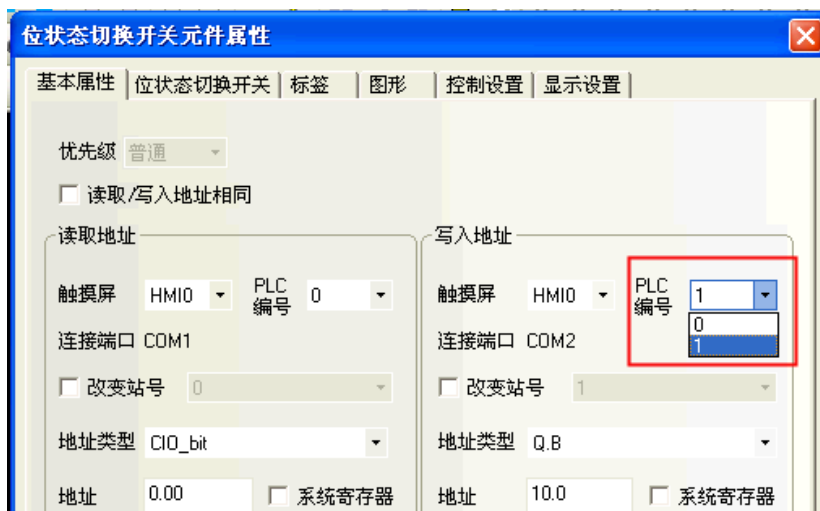 位状态切换开关元件属性
基本属性 位状态切换开关 标签 图形 控制设置 显示设置
优先级 普通
读取/写入地址相同
读取地址
触摸屏 HMI0 PLC编号 0
连接端口 COM1
改变站号 0
地址类型 CIO_bit
地址 0.00 系统寄存器
写入地址
触摸屏 HMI0 PLC编号 1
0
1
连接端口 COM2
改变站号 1
地址类型 Q.B
地址 10.0 系统寄存器